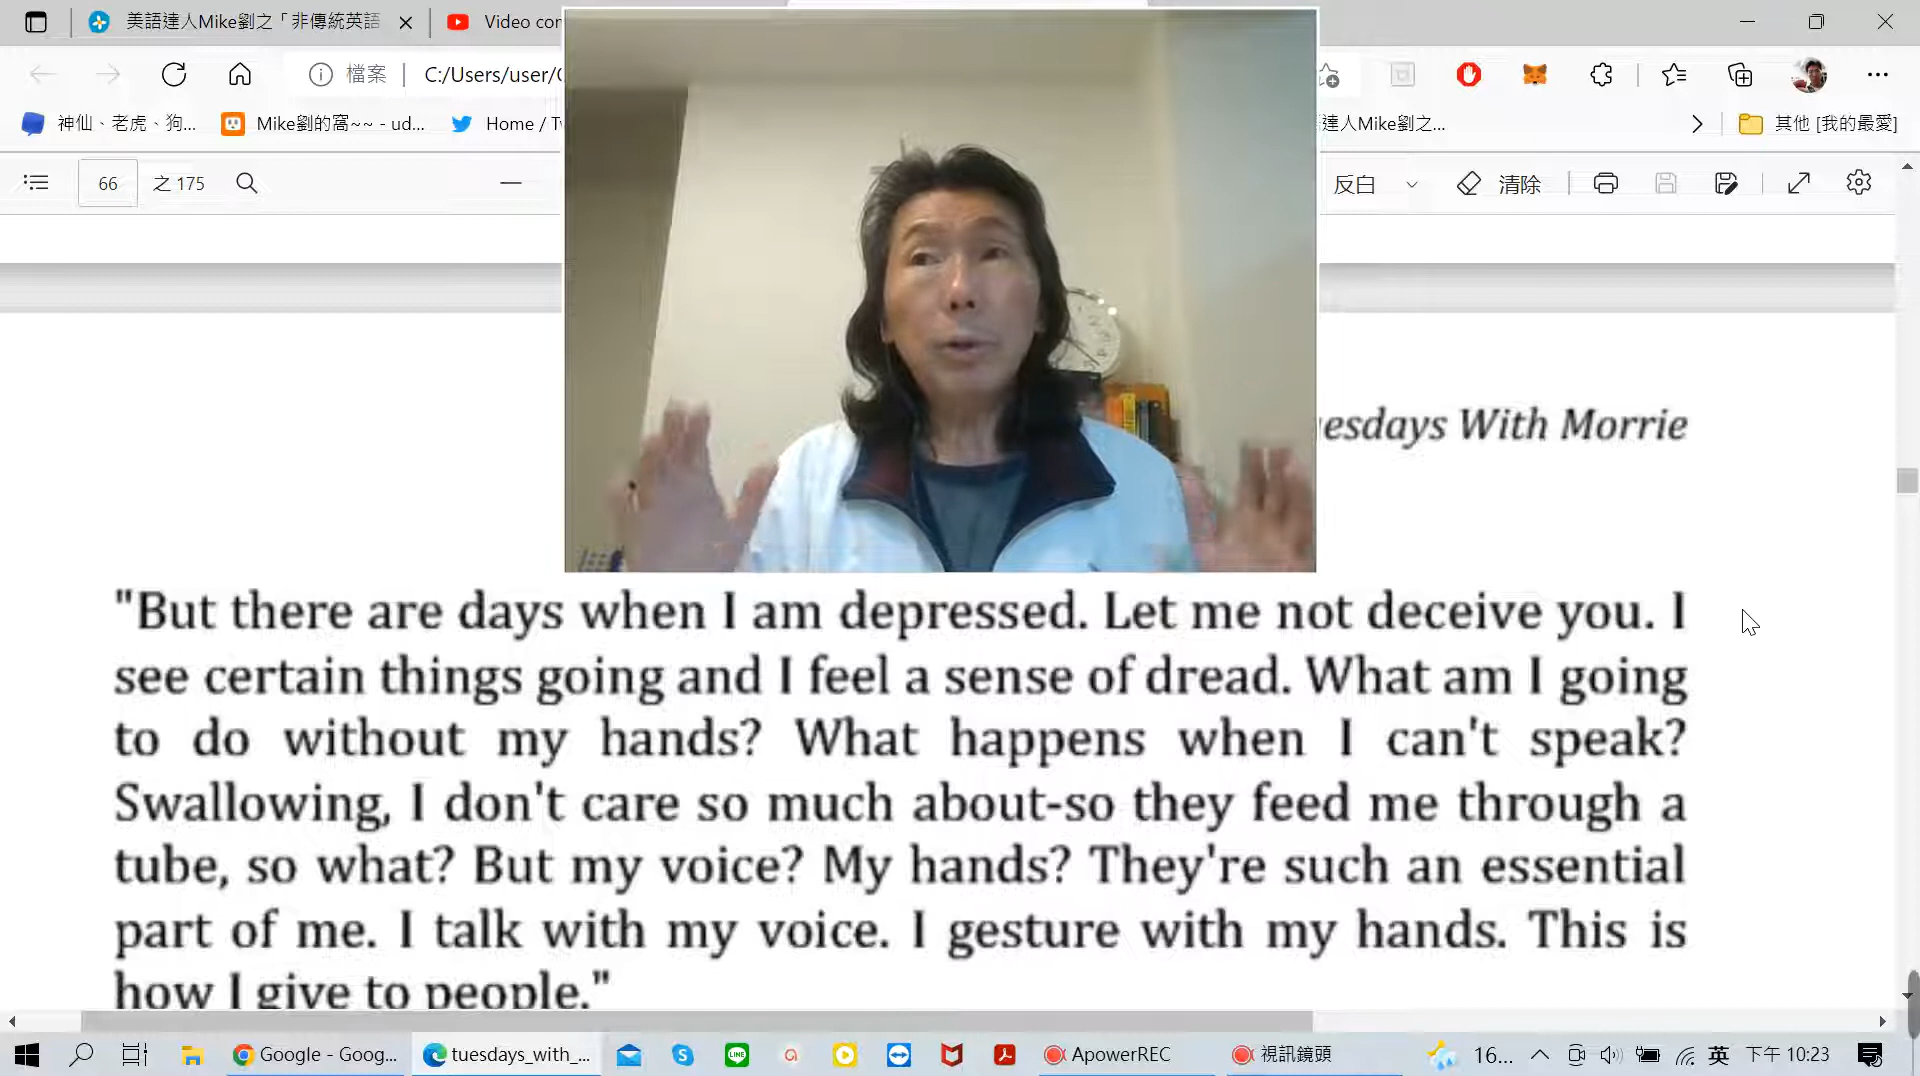 美語達人Mike劉之「非傳統英語
Video con
檔案
C:/Users/user/
神仙、老虎、狗...
Mike劉的窩~~ - ud...
Home / Tw
達人Mike劉之...
其他 [我的最愛]
66
之 175
反白
清除
esdays With Morrie
"But there are days when I am depressed. Let me not deceive you. I
see certain things going and I feel a sense of dread. What am I going
to do without my hands? What happens when I can't speak?
Swallowing, I don't care so much about-so they feed me through a
tube, so what? But my voice? My hands? They're such an essential
part of me. I talk with my voice. I gesture with my hands. This is
how I give to people."
Google - Goog...
tuesdays_with_...
LINE
ApowerREC
視訊鏡頭
16...
英
下午 10:23